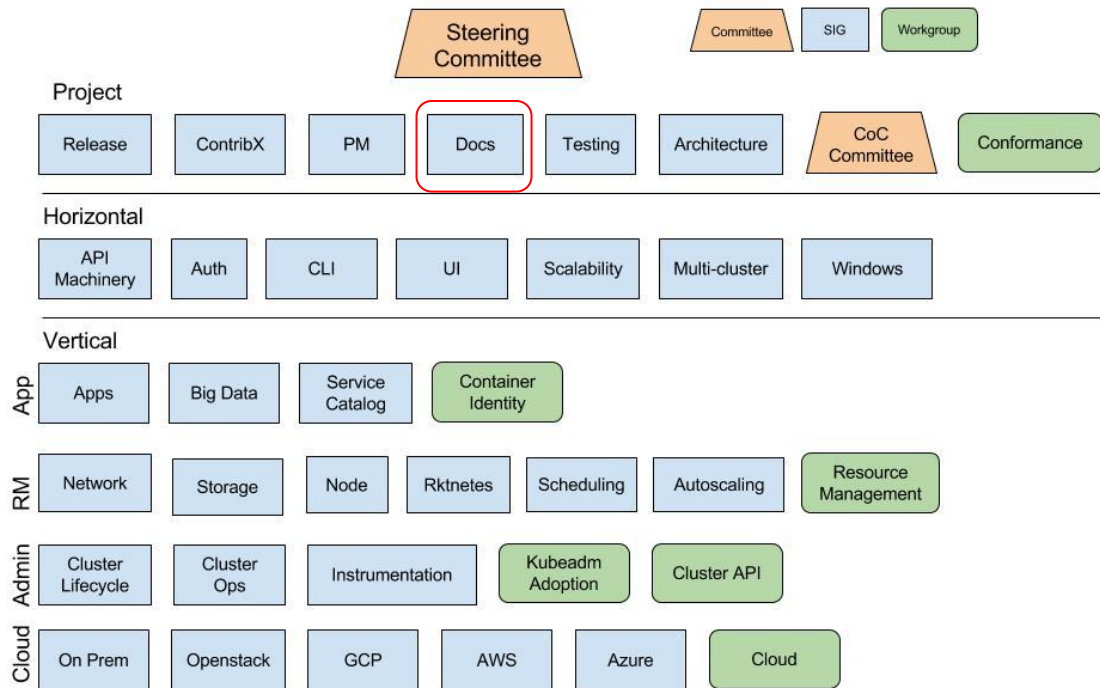 Steering
Committee
Committee
SIG
Workgroup
Project
Release
ContribX
PM
Docs
Testing
Architecture
CoC
Committee
Conformance
Horizontal
API
Machinery
Auth
CLI
UI
Scalability
Multi-cluster
Windows
Vertical
App
Apps
Big Data
Service
Catalog
Container
Identity
RM
Network
Storage
Node
Rktnetes
Scheduling
Autoscaling
Resource
Management
Admin
Cluster
Lifecycle
Cluster
Ops
Instrumentation
Kubeadm
Adoption
Cluster API
Cloud
On Prem
Openstack
GCP
AWS
Azure
Cloud